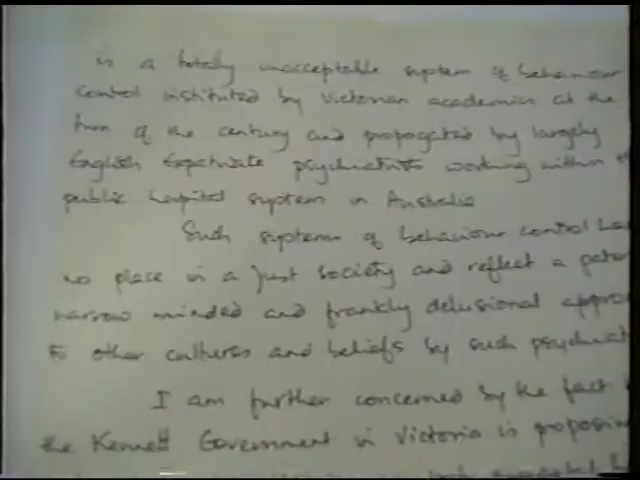 is a totally unacceptable system of behaviour
control instituted by Victorian academics at the
turn of the century and propogated by largely
English Expatriate psychiatrists working within
public hospital system in Australia
Such systems of behaviour control have
no place in a just society and reflect a
narrow minded and frankly delusional
to other cultures and beliefs by such
I am further concerned by the fact
the Kennett Government in Victoria is proposing